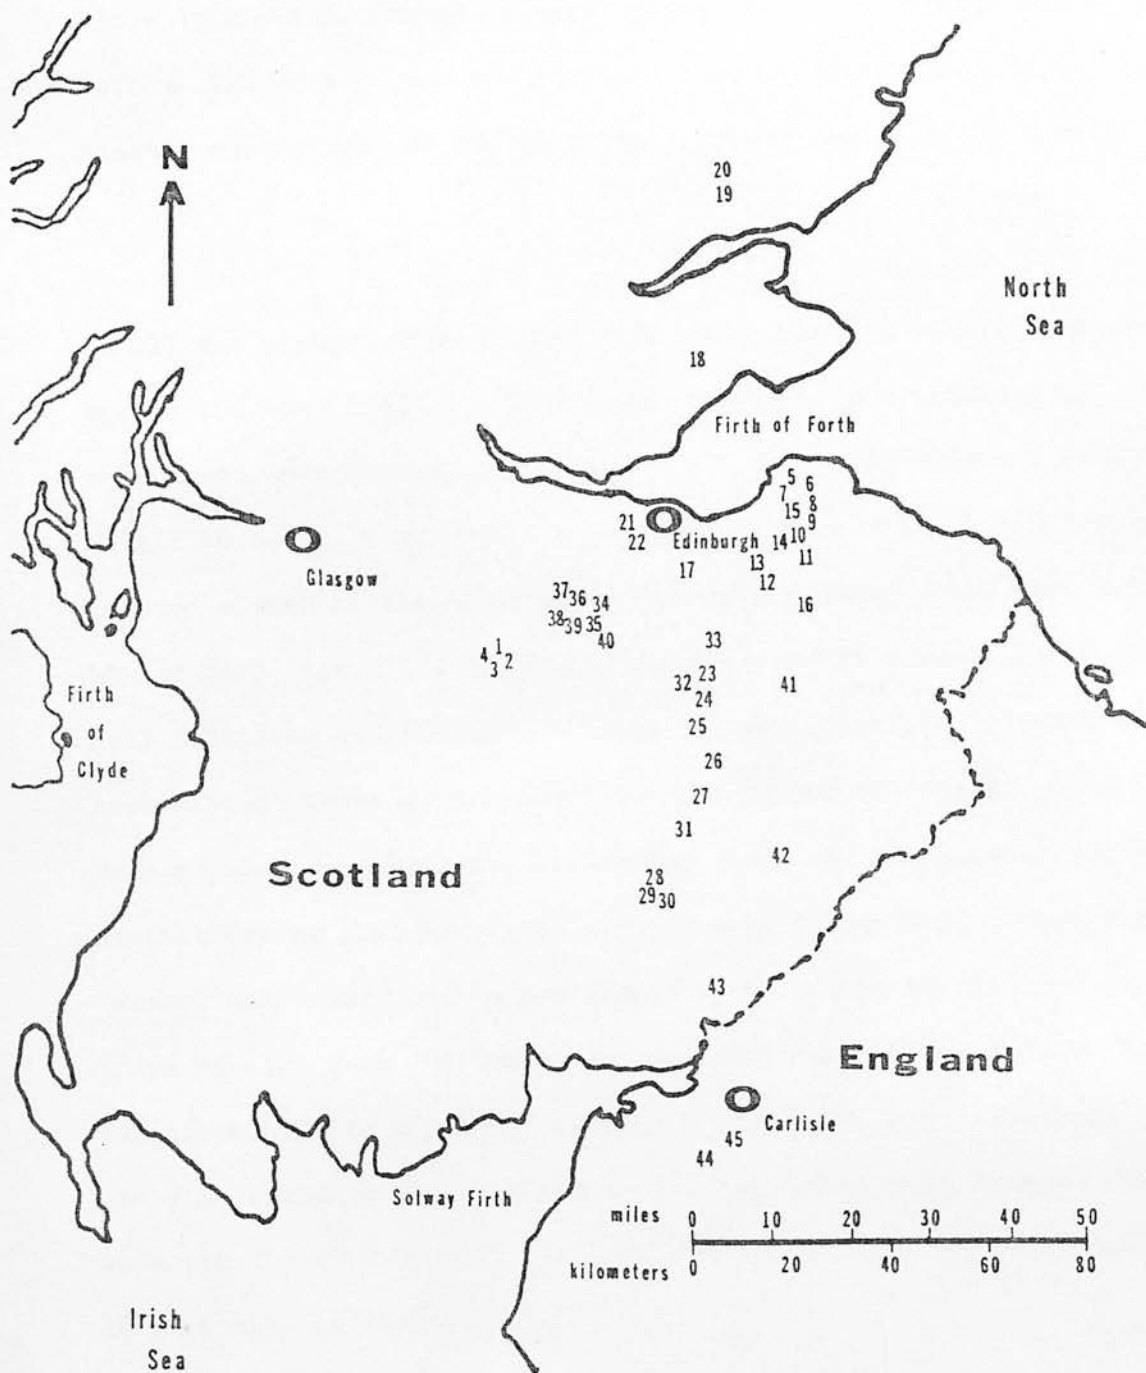 N
20
19
North
Sea
18
Firth of Forth
5
6
7
8
15
9
21
Edinburgh
14
10
22
13
11
Glasgow
17
12
37
36
34
16
38
39
35
40
33
1
4
2
3
23
32
41
24
Firth
of
Clyde
25
26
27
31
42
Scotland
28
29
30
43
England
Carlisle
45
44
Solway Firth
miles 0 10 20 30 40 50
kilometers 0 20 40 60 80
Irish
Sea